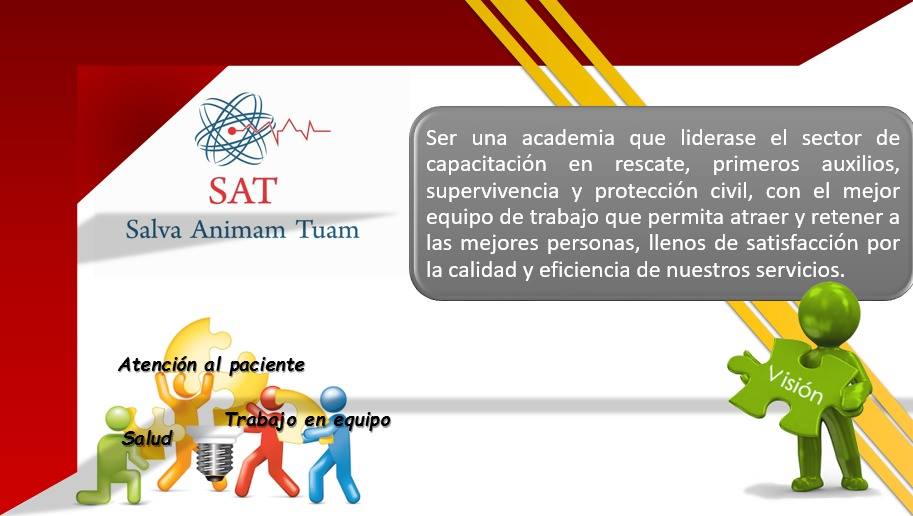 SAT
Salva Animam Tuam
Ser una academia que liderase el sector de
capacitación en rescate, primeros auxilios,
supervivencia y protección civil, con el mejor
equipo de trabajo que permita atraer y retener a
las mejores personas, llenos de satisfacción por
la calidad y eficiencia de nuestros servicios.
Visión
Atención al paciente
Trabajo en equipo
Salud